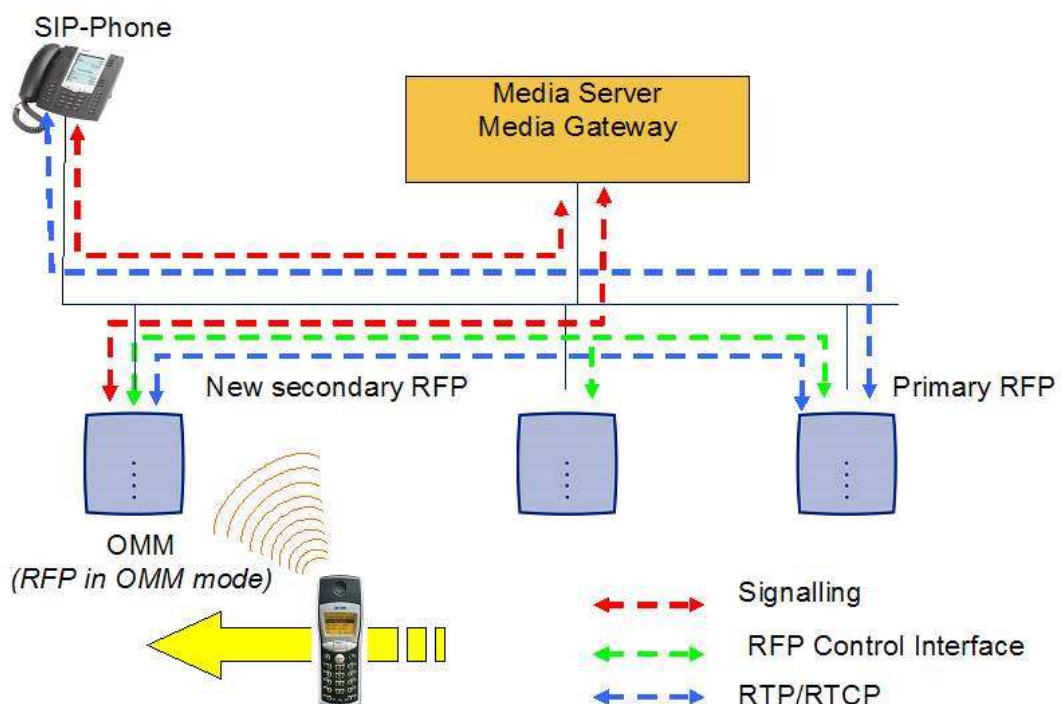 SIP-Phone
Media Server
Media Gateway
New secondary RFP
Primary RFP
OMM
(RFP in OMM mode)
Signalling
RFP Control Interface
RTP/RTCP